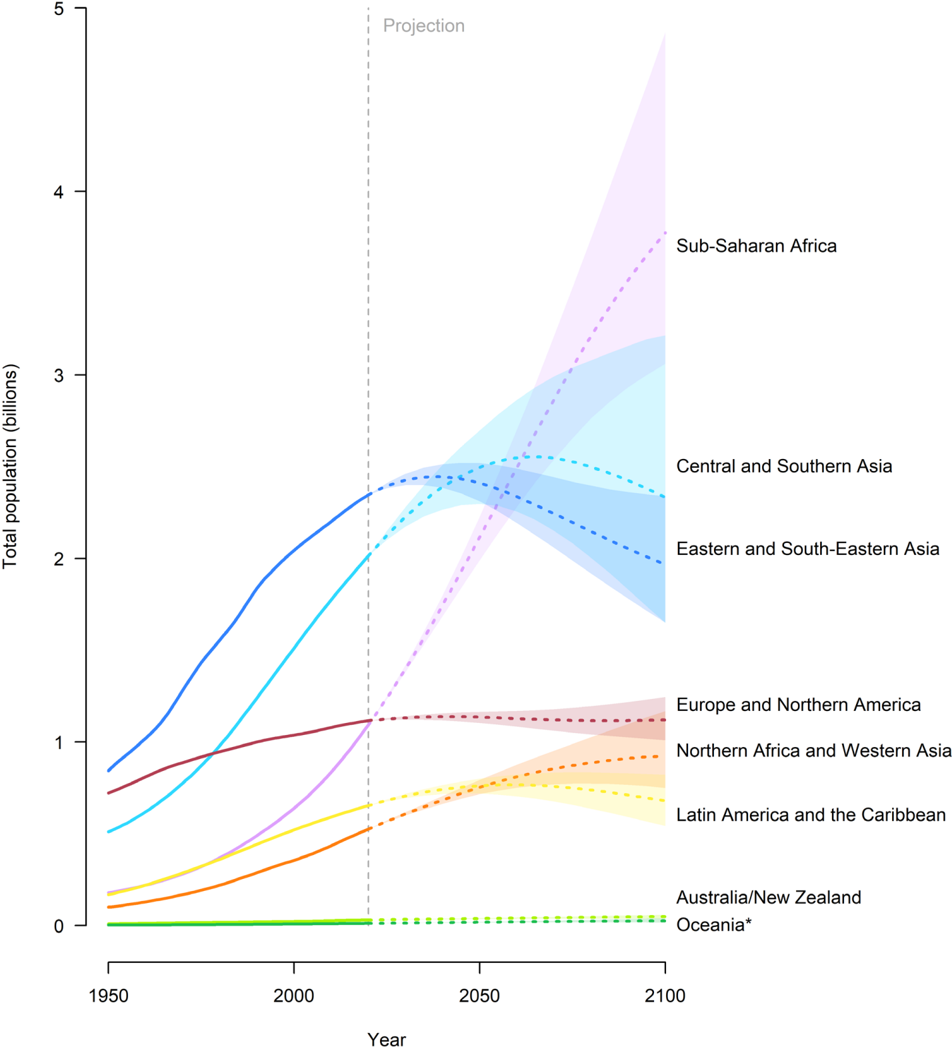 5
Projection
4
Sub-Saharan Africa
3
Total population (billions)
Central and Southern Asia
Eastern and South-Eastern Asia
2
Europe and Northern America
1
Northern Africa and Western Asia
Latin America and the Caribbean
Australia/New Zealand
0
Oceania*
1950
2000
2050
2100
Year